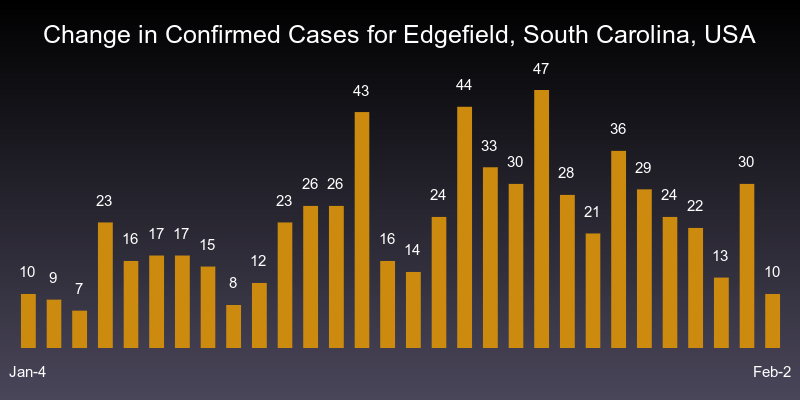 Change in Confirmed Cases for Edgefield, South Carolina, USA
10 9 7 23 16 17 17 15 8 12 23 26 26 43 16 14 24 44 33 30 47 28 21 36 29 24 22 13 30 10
Jan-4 Feb-2